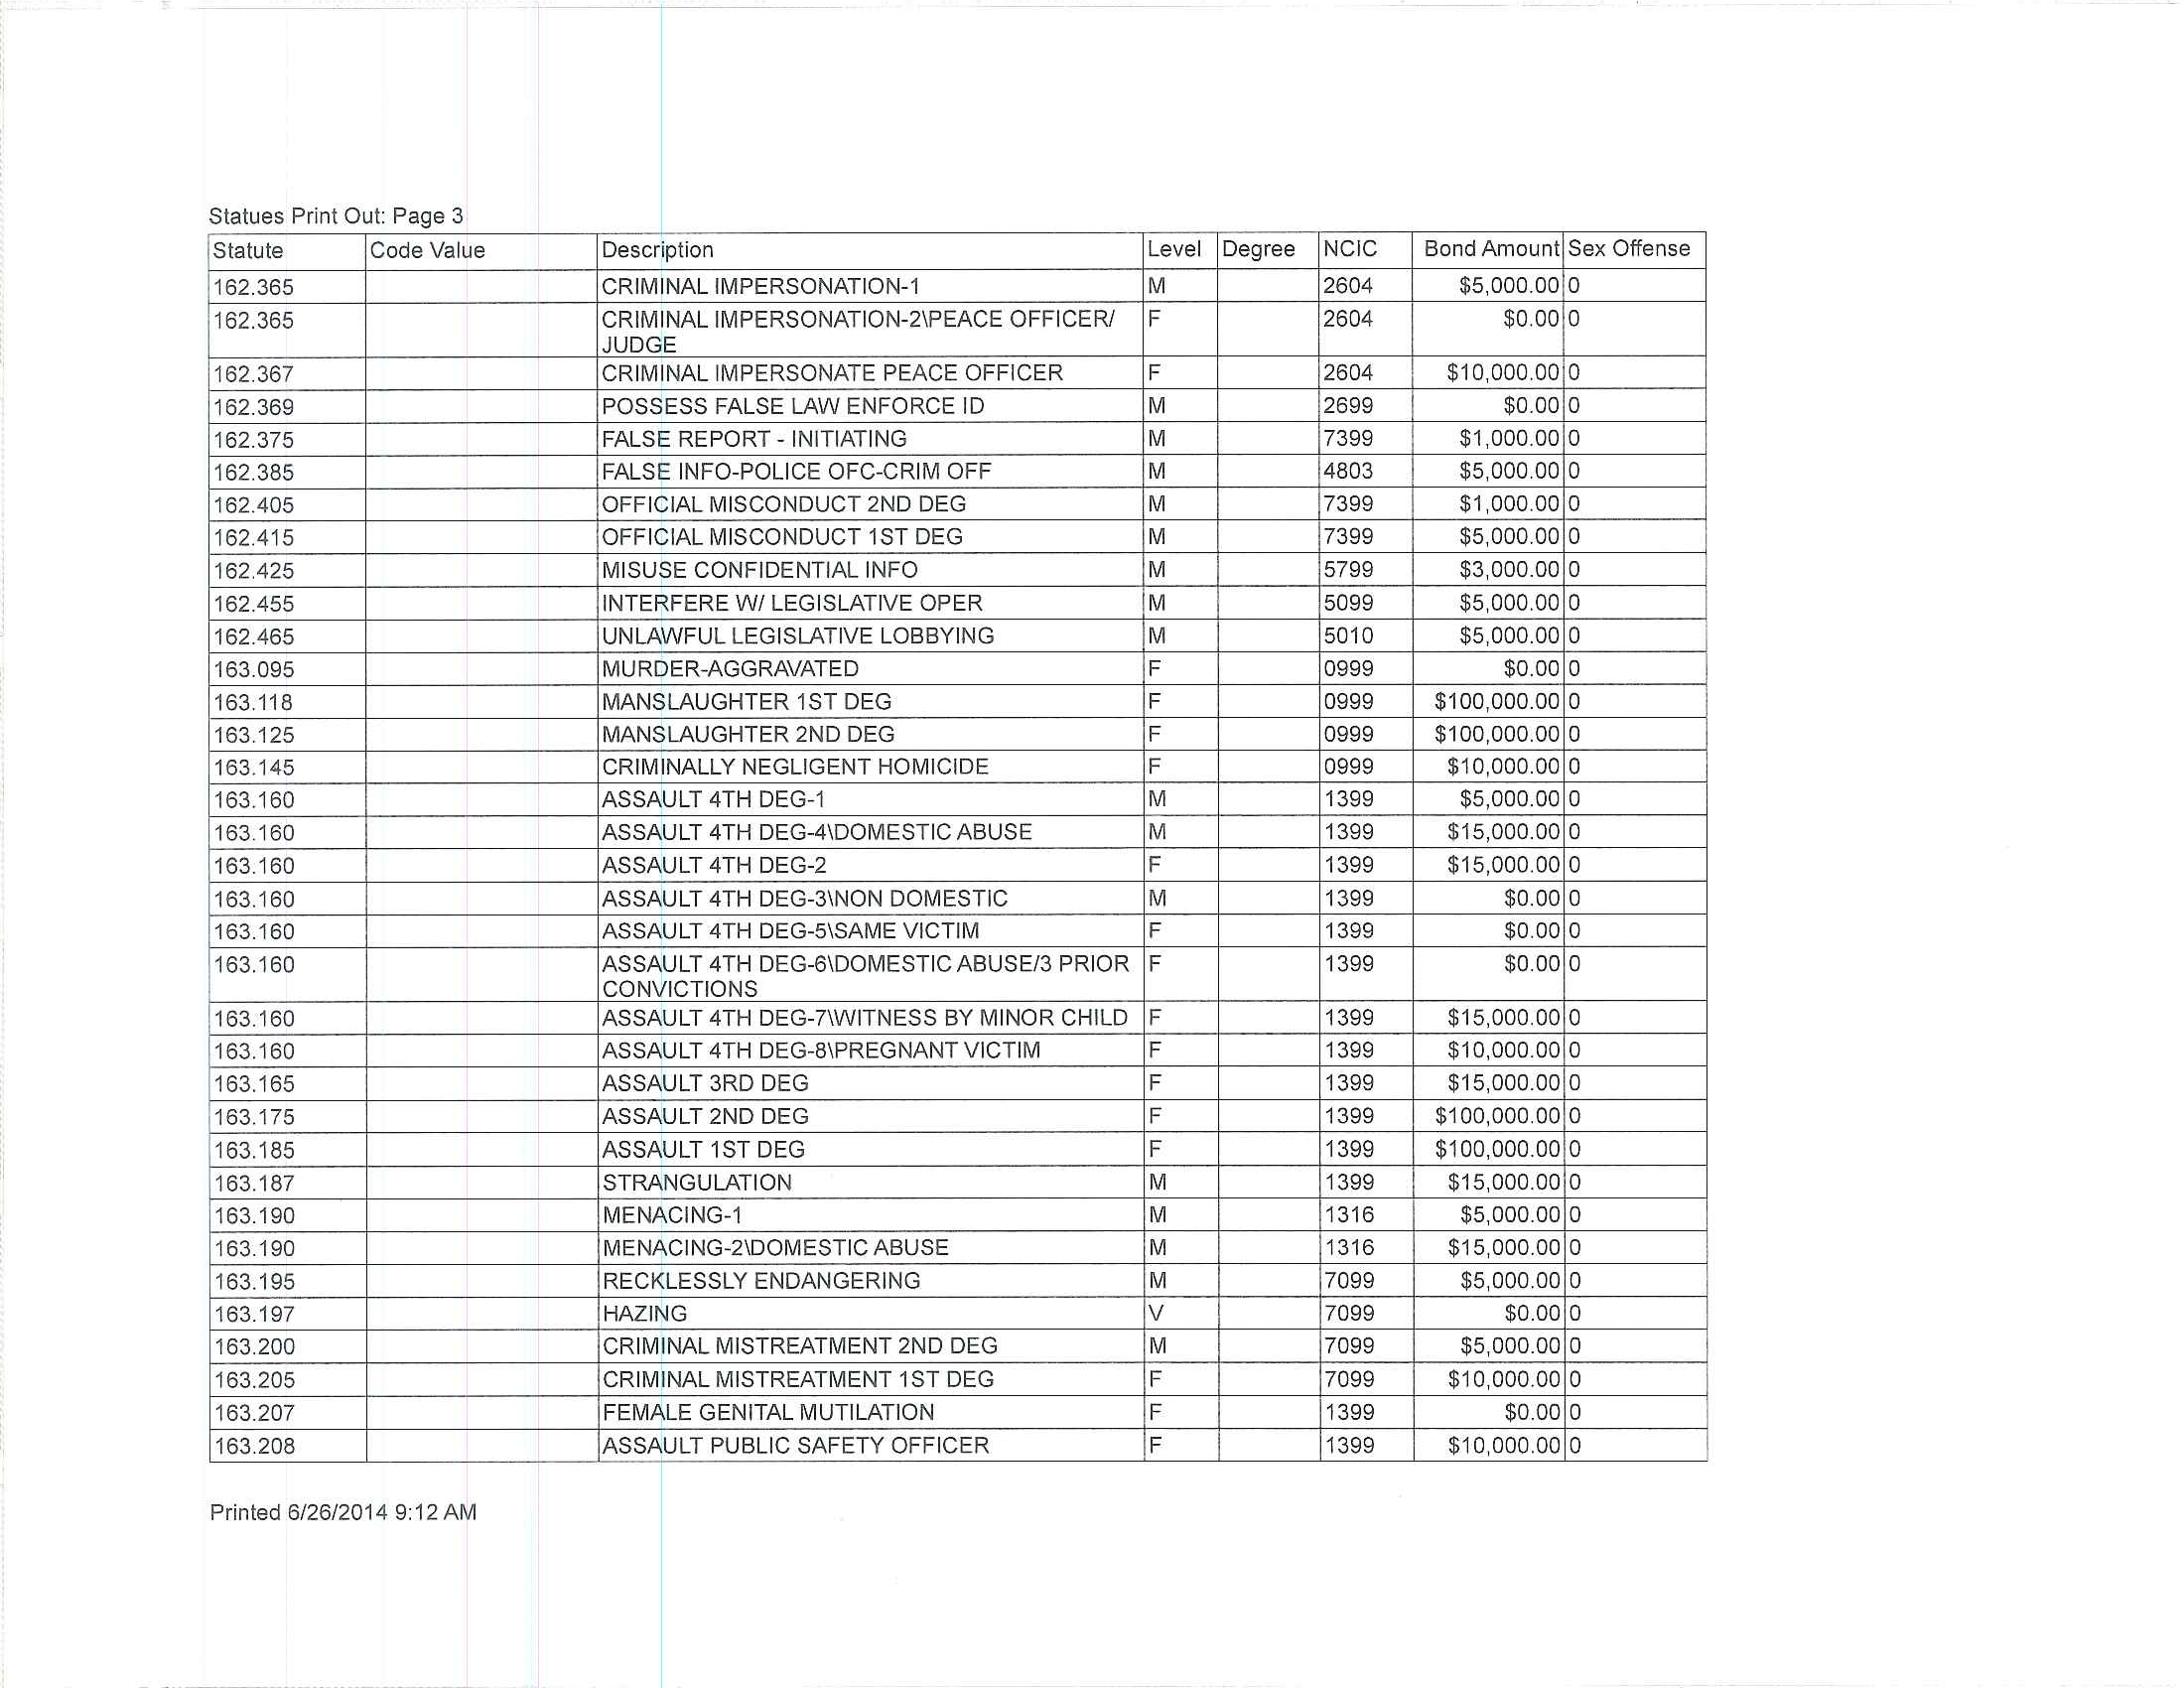 Statues Print Out: Page 3
Statute Code Value Description Level Degree NCIC Bond Amount Sex Offense
162.365 CRIMINAL IMPERSONATION-1 M 2604 $5,000.00 0
162.365 CRIMINAL IMPERSONATION-2\PEACE OFFICER/ F 2604 $0.00 0
JUDGE
162.367 CRIMINAL IMPERSONATE PEACE OFFICER F 2604 $10,000.00 0
162.369 POSSESS FALSE LAW ENFORCE ID M 2699 $0.00 0
162.375 FALSE REPORT - INITIATING M 7399 $1,000.00 0
162.385 FALSE INFO-POLICE OFC-CRIM OFF M 4803 $5,000.00 0
162.405 OFFICIAL MISCONDUCT 2ND DEG M 7399 $1,000.00 0
162.415 OFFICIAL MISCONDUCT 1ST DEG M 7399 $5,000.00 0
162.425 MISUSE CONFIDENTIAL INFO M 5799 $3,000.00 0
162.455 INTERFERE W/ LEGISLATIVE OPER M 5099 $5,000.00 0
162.465 UNLAWFUL LEGISLATIVE LOBBYING M 5010 $5,000.00 0
163.095 MURDER-AGGRAVATED F 0999 $0.00 0
163.118 MANSLAUGHTER 1ST DEG F 0999 $100,000.00 0
163.125 MANSLAUGHTER 2ND DEG F 0999 $100,000.00 0
163.145 CRIMINALLY NEGLIGENT HOMICIDE F 0999 $10,000.00 0
163.160 ASSAULT 4TH DEG-1 M 1399 $5,000.00 0
163.160 ASSAULT 4TH DEG-4\DOMESTIC ABUSE M 1399 $15,000.00 0
163.160 ASSAULT 4TH DEG-2 F 1399 $15,000.00 0
163.160 ASSAULT 4TH DEG-3\NON DOMESTIC M 1399 $0.00 0
163.160 ASSAULT 4TH DEG-5\SAME VICTIM F 1399 $0.00 0
163.160 ASSAULT 4TH DEG-6\DOMESTIC ABUSE/3 PRIOR F 1399 $0.00 0
CONVICTIONS
163.160 ASSAULT 4TH DEG-7\WITNESS BY MINOR CHILD F 1399 $15,000.00 0
163.160 ASSAULT 4TH DEG-8\PREGNANT VICTIM F 1399 $10,000.00 0
163.165 ASSAULT 3RD DEG F 1399 $15,000.00 0
163.175 ASSAULT 2ND DEG F 1399 $100,000.00 0
163.185 ASSAULT 1ST DEG F 1399 $100,000.00 0
163.187 STRANGULATION M 1399 $15,000.00 0
163.190 MENACING-1 M 1316 $5,000.00 0
163.190 MENACING-2\DOMESTIC ABUSE M 1316 $15,000.00 0
163.195 RECKLESSLY ENDANGERING M 7099 $5,000.00 0
163.197 HAZING V 7099 $0.00 0
163.200 CRIMINAL MISTREATMENT 2ND DEG M 7099 $5,000.00 0
163.205 CRIMINAL MISTREATMENT 1ST DEG F 7099 $10,000.00 0
163.207 FEMALE GENITAL MUTILATION F 1399 $0.00 0
163.208 ASSAULT PUBLIC SAFETY OFFICER F 1399 $10,000.00 0
Printed 6/26/2014 9:12 AM